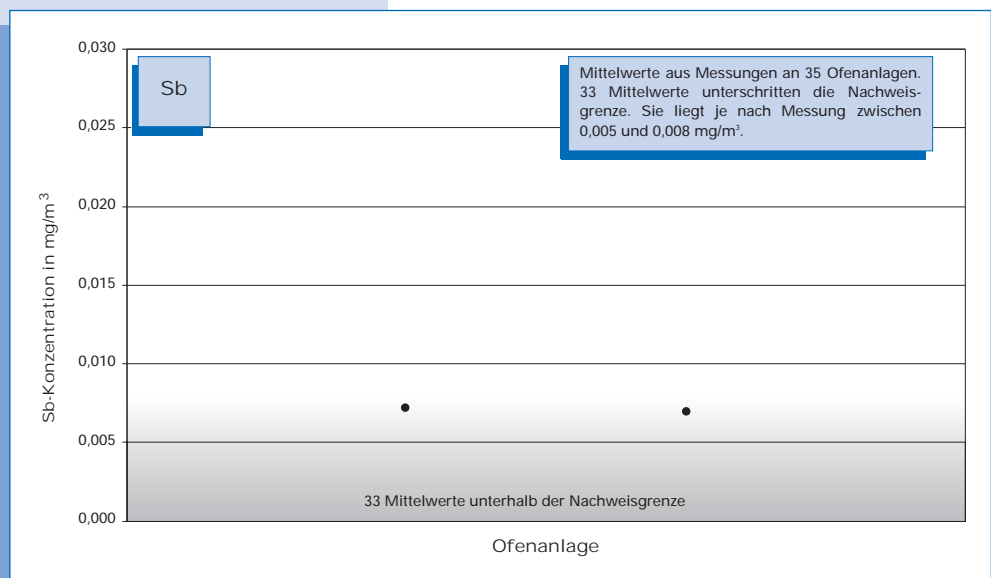 0,030
Sb
Mittelwerte aus Messungen an 35 Ofenanlagen.
33 Mittelwerte unterschritten die Nachweis-
grenze. Sie liegt je nach Messung zwischen
0,005 und 0,008 mg/m³.
0,025
0,020
0,015
0,010
0,005
0,000
Sb-Konzentration in mg/m³
33 Mittelwerte unterhalb der Nachweisgrenze
Ofenanlage